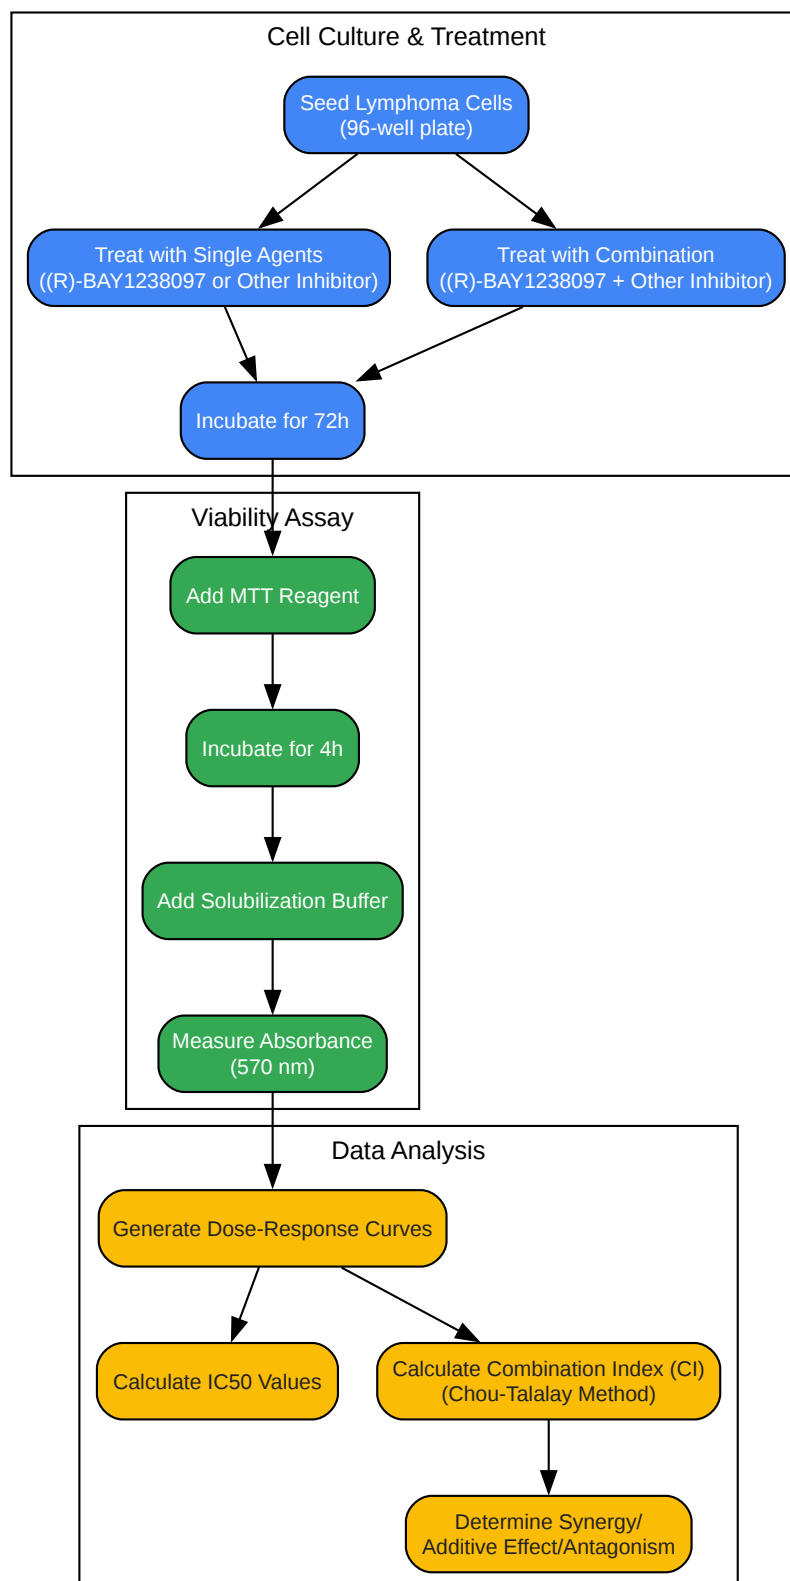 Cell Culture & Treatment
Seed Lymphoma Cells
(96-well plate)
Treat with Single Agents
((R)-BAY1238097 or Other Inhibitor)
Treat with Combination
((R)-BAY1238097 + Other Inhibitor)
Incubate for 72h
Viability Assay
Add MTT Reagent
Incubate for 4h
Add Solubilization Buffer
Measure Absorbance
(570 nm)
Data Analysis
Generate Dose-Response Curves
Calculate IC50 Values
Calculate Combination Index (CI)
(Chou-Talalay Method)
Determine Synergy/
Additive Effect/Antagonism